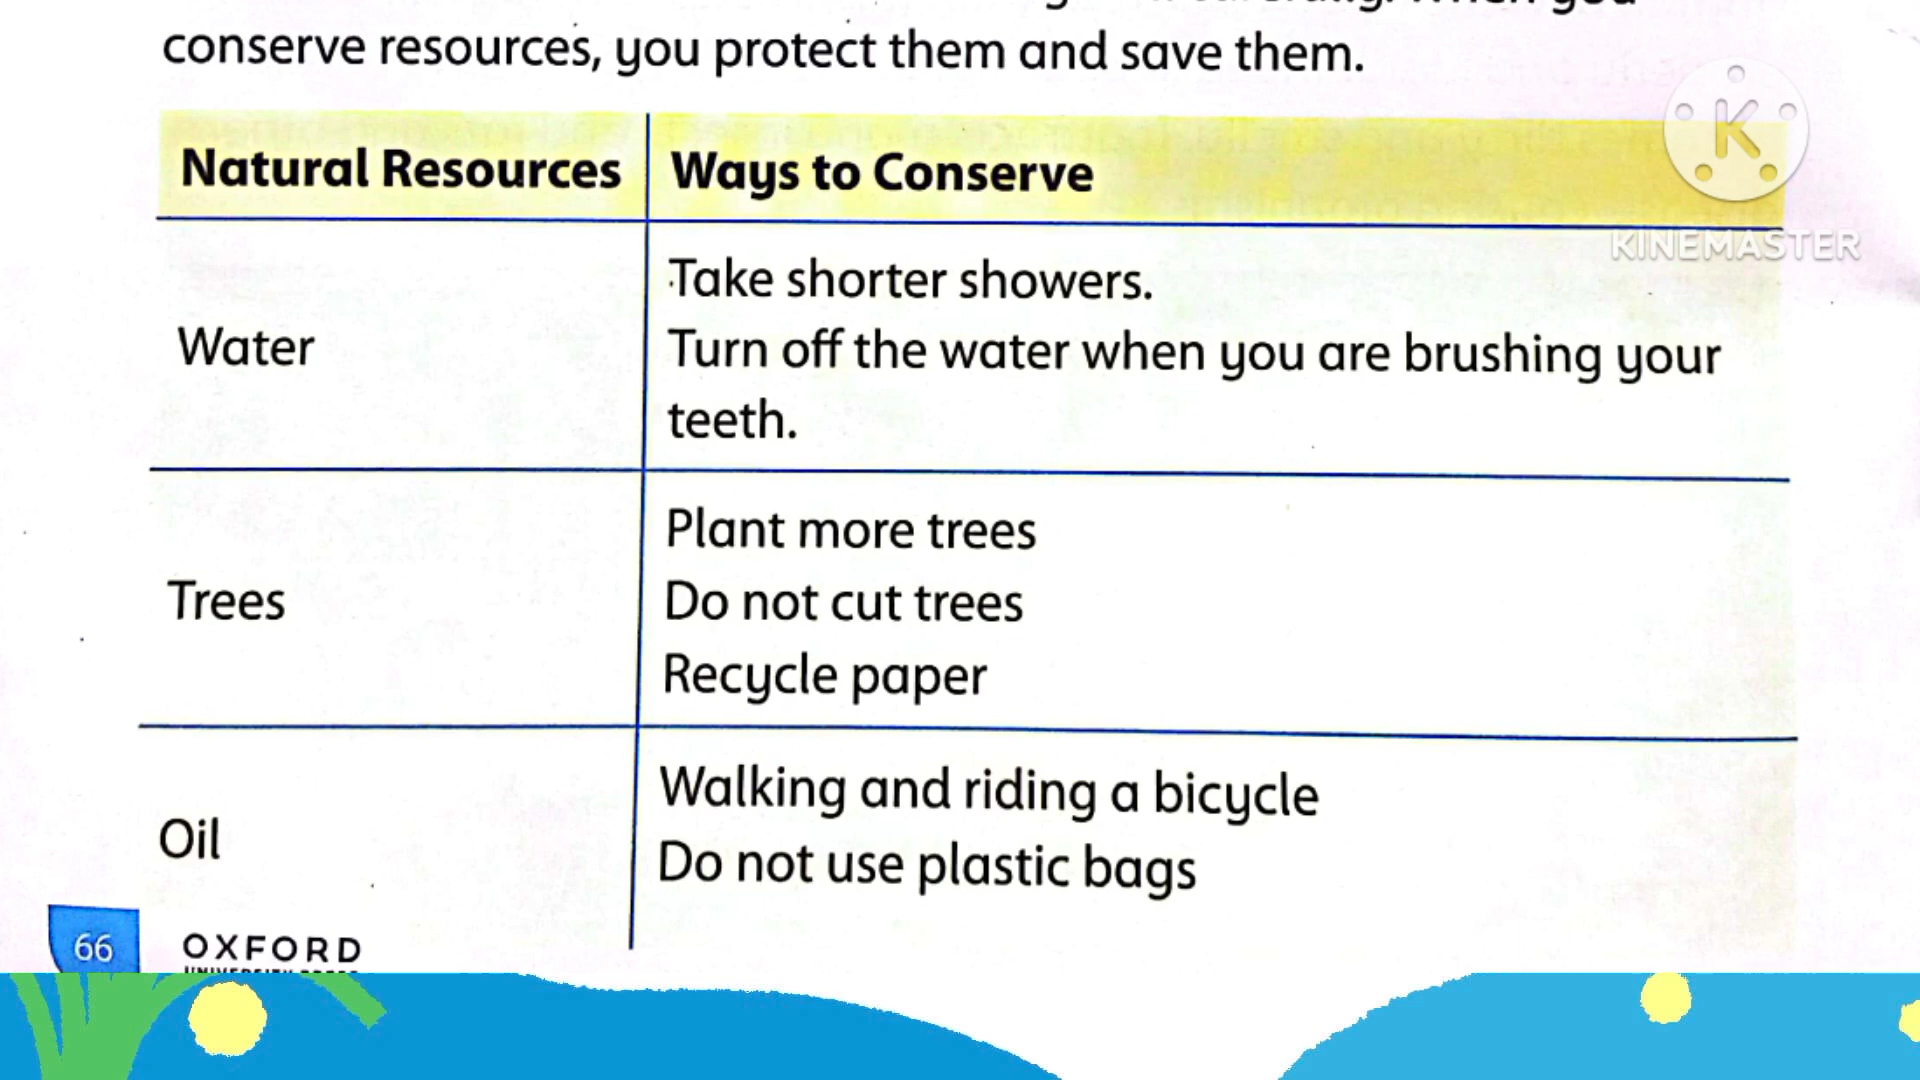 conserve resources, you protect them and save them.
Natural Resources
Ways to Conserve
Water
Take shorter showers.
Turn off the water when you are brushing your
teeth.
Trees
Plant more trees
Do not cut trees
Recycle paper
Oil
Walking and riding a bicycle
Do not use plastic bags
66
OXFORD
K
KINEMASTER